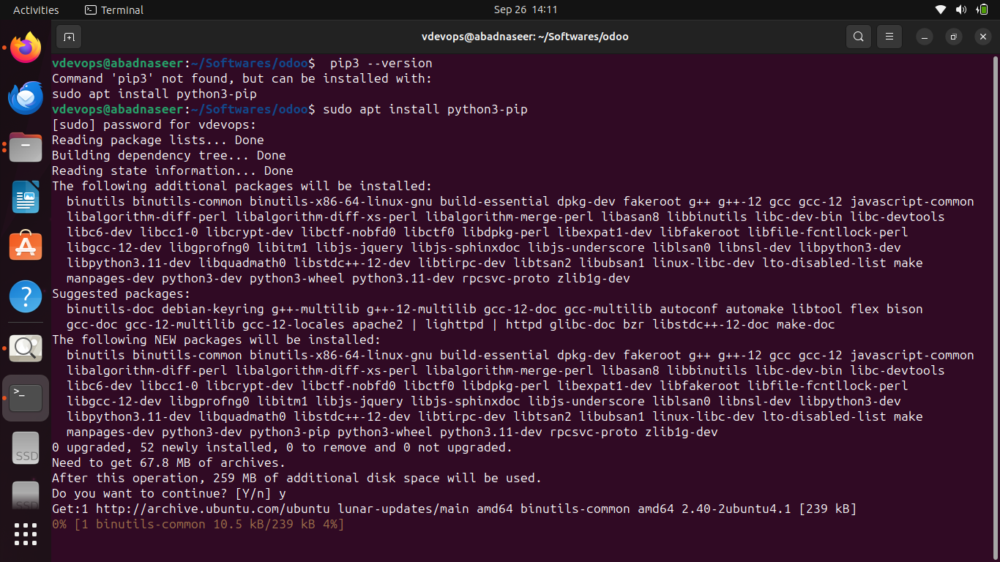 Activities
Terminal
Sep 26 14:11
vdevops@abadnaseer: ~/Softwares/odoo
vdevops@abadnaseer:~/Softwares/odoo$  pip3 --version
Command 'pip3' not found, but can be installed with:
sudo apt install python3-pip
vdevops@abadnaseer:~/Softwares/odoo$ sudo apt install python3-pip
[sudo] password for vdevops:
Reading package lists... Done
Building dependency tree... Done
Reading state information... Done
The following additional packages will be installed:
  binutils binutils-common binutils-x86-64-linux-gnu build-essential dpkg-dev fakeroot g++ g++-12 gcc gcc-12 javascript-common
  libalgorithm-diff-perl libalgorithm-diff-xs-perl libalgorithm-merge-perl libasan8 libbinutils libc-dev-bin libc-devtools
  libc6-dev libcc1-0 libcrypt-dev libctf-nobfd0 libctf0 libdpkg-perl libexpat1-dev libfakeroot libfile-fcntllock-perl
  libgcc-12-dev libgprofng0 libitm1 libjs-jquery libjs-sphinxdoc libjs-underscore liblsan0 libnsl-dev libpython3-dev
  libpython3.11-dev libquadmath0 libstdc++-12-dev libtirpc-dev libtsan2 libubsan1 linux-libc-dev lto-disabled-list make
  manpages-dev python3-dev python3-wheel python3.11-dev rpcsvc-proto zlib1g-dev
Suggested packages:
  binutils-doc debian-keyring g++-multilib g++-12-multilib gcc-12-doc gcc-multilib autoconf automake libtool flex bison
  gcc-doc gcc-12-multilib gcc-12-locales apache2 | lighttpd | httpd glibc-doc bzr libstdc++-12-doc make-doc
The following NEW packages will be installed:
  binutils binutils-common binutils-x86-64-linux-gnu build-essential dpkg-dev fakeroot g++ g++-12 gcc gcc-12 javascript-common
  libalgorithm-diff-perl libalgorithm-diff-xs-perl libalgorithm-merge-perl libasan8 libbinutils libc-dev-bin libc-devtools
  libc6-dev libcc1-0 libcrypt-dev libctf-nobfd0 libctf0 libdpkg-perl libexpat1-dev libfakeroot libfile-fcntllock-perl
  libgcc-12-dev libgprofng0 libitm1 libjs-jquery libjs-sphinxdoc libjs-underscore liblsan0 libnsl-dev libpython3-dev
  libpython3.11-dev libquadmath0 libstdc++-12-dev libtirpc-dev libtsan2 libubsan1 linux-libc-dev lto-disabled-list make
  manpages-dev python3-dev python3-pip python3-wheel python3.11-dev rpcsvc-proto zlib1g-dev
0 upgraded, 52 newly installed, 0 to remove and 0 not upgraded.
Need to get 67.8 MB of archives.
After this operation, 259 MB of additional disk space will be used.
Do you want to continue? [Y/n] y
Get:1 http://archive.ubuntu.com/ubuntu lunar-updates/main amd64 binutils-common amd64 2.40-2ubuntu4.1 [239 kB]
0% [1 binutils-common 10.5 kB/239 kB 4%]
SSD
SSD